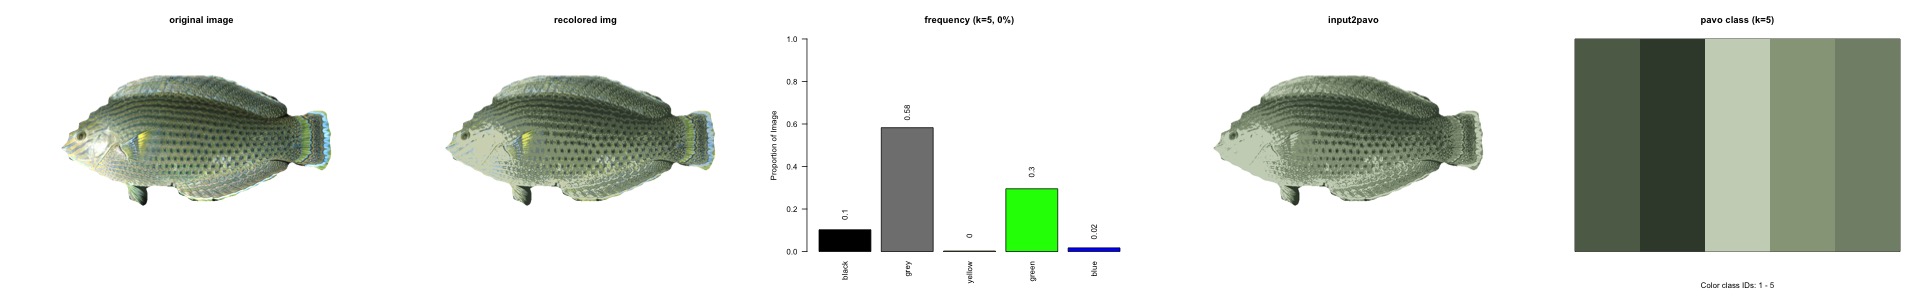 original image
recolored img
frequency (k=5, 0%)
input2pavo
pavo class (k=5)
Proportion of Image
1.0
0.8
0.6
0.4
0.2
0.0
0.1
0.58
0
0.3
0.02
black
grey
yellow
green
blue
Color class IDs: 1 - 5